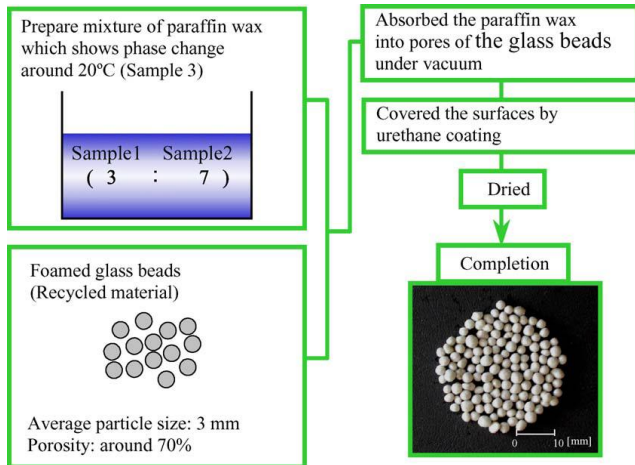 Prepare mixture of paraffin wax
which shows phase change
around 20ºC (Sample 3)
Sample1 Sample2
( 3 : 7 )
Foamed glass beads
(Recycled material)
Average particle size: 3 mm
Porosity: around 70%
Absorbed the paraffin wax
into pores of the glass beads
under vacuum
Covered the surfaces by
urethane coating
Dried
Completion
0 10 [mm]